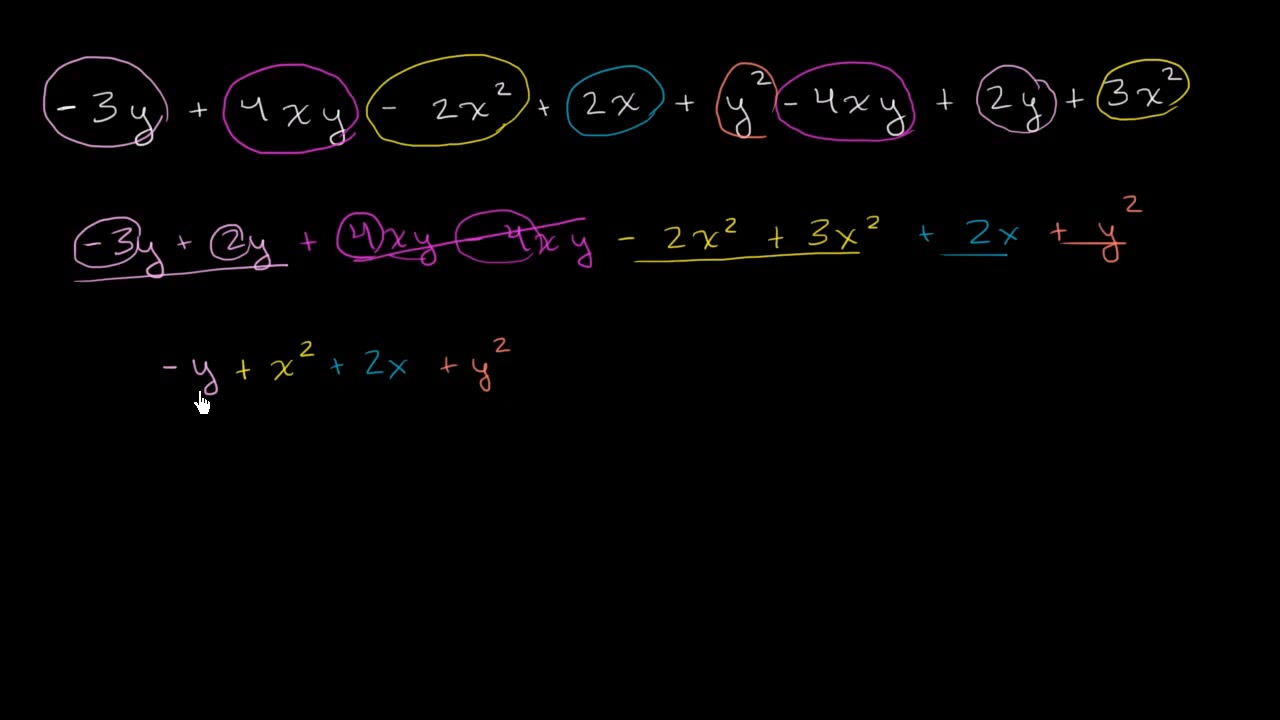 -3y + 4xy - 2x² + 2x + y² - 4xy + 2y + 3x²
-3y + 2y + 4xy - 4xy - 2x² + 3x² + 2x + y²
-y + x² + 2x + y²